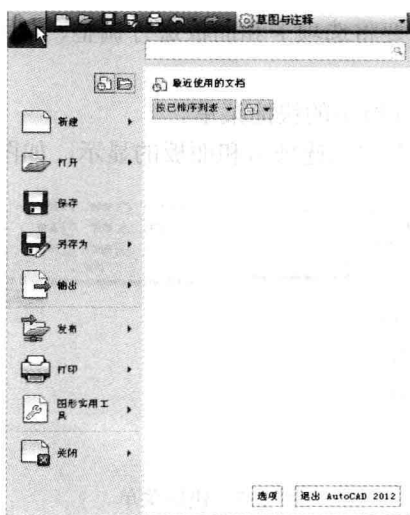 草图与注释
最近使用的文档
按已排序列表
新建
打开
保存
另存为
输出
发布
打印
图形实用工
具
关闭
选项
退出 AutoCAD 2012